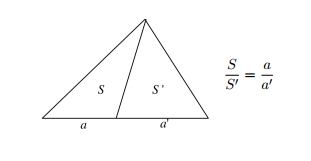 S S'
a a'
S/S' = a/a'